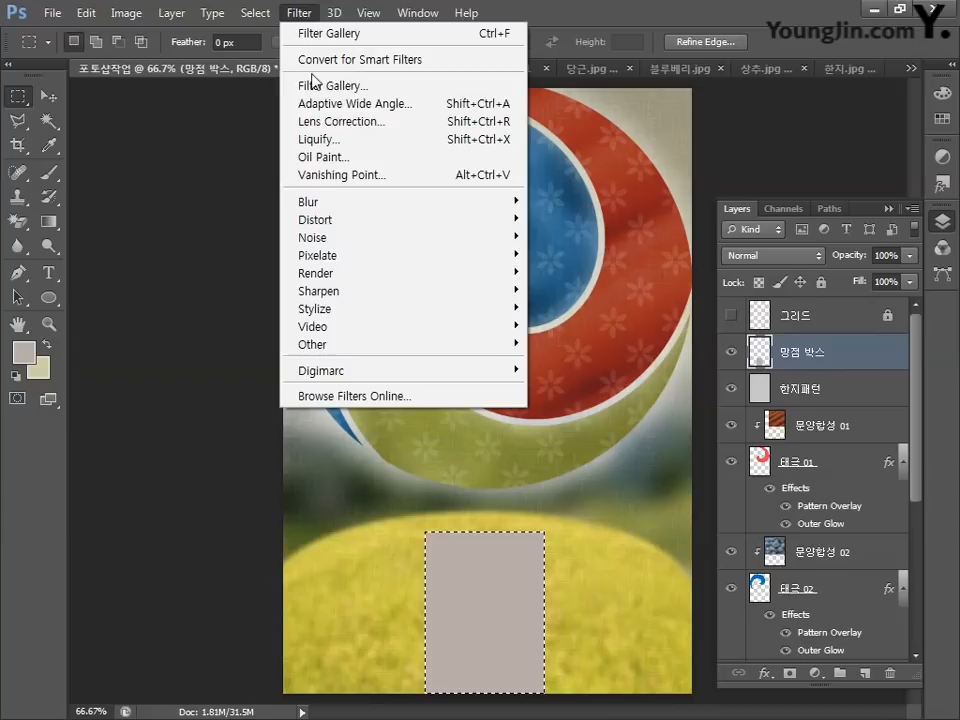 Ps File Edit Image Layer Type Select Filter 3D View Window Help
YoungJin.com Y.
Feather: 0 px Height: Refine Edge...
포토샵작업 @ 66.7% (망점 박스, RGB/8) * × × 당근.jpg ... × 블루베리.jpg × 상추.jpg ... × 한지.jpg ...
Filter Gallery Ctrl+F
Convert for Smart Filters
Filter Gallery...
Adaptive Wide Angle... Shift+Ctrl+A
Lens Correction... Shift+Ctrl+R
Liquify... Shift+Ctrl+X
Oil Paint...
Vanishing Point... Alt+Ctrl+V
Blur
Distort
Noise
Pixelate
Render
Sharpen
Stylize
Video
Other
Digimarc
Browse Filters Online...
Layers Channels Paths
Kind
Normal Opacity: 100%
Lock: Fill: 100%
그리드
망점 박스
한지패턴
문양합성 01
태극 01 fx
Effects
Pattern Overlay
Outer Glow
문양합성 02
태극 02 fx
Effects
Pattern Overlay
Outer Glow
66.67% Doc: 1.81M/31.5M